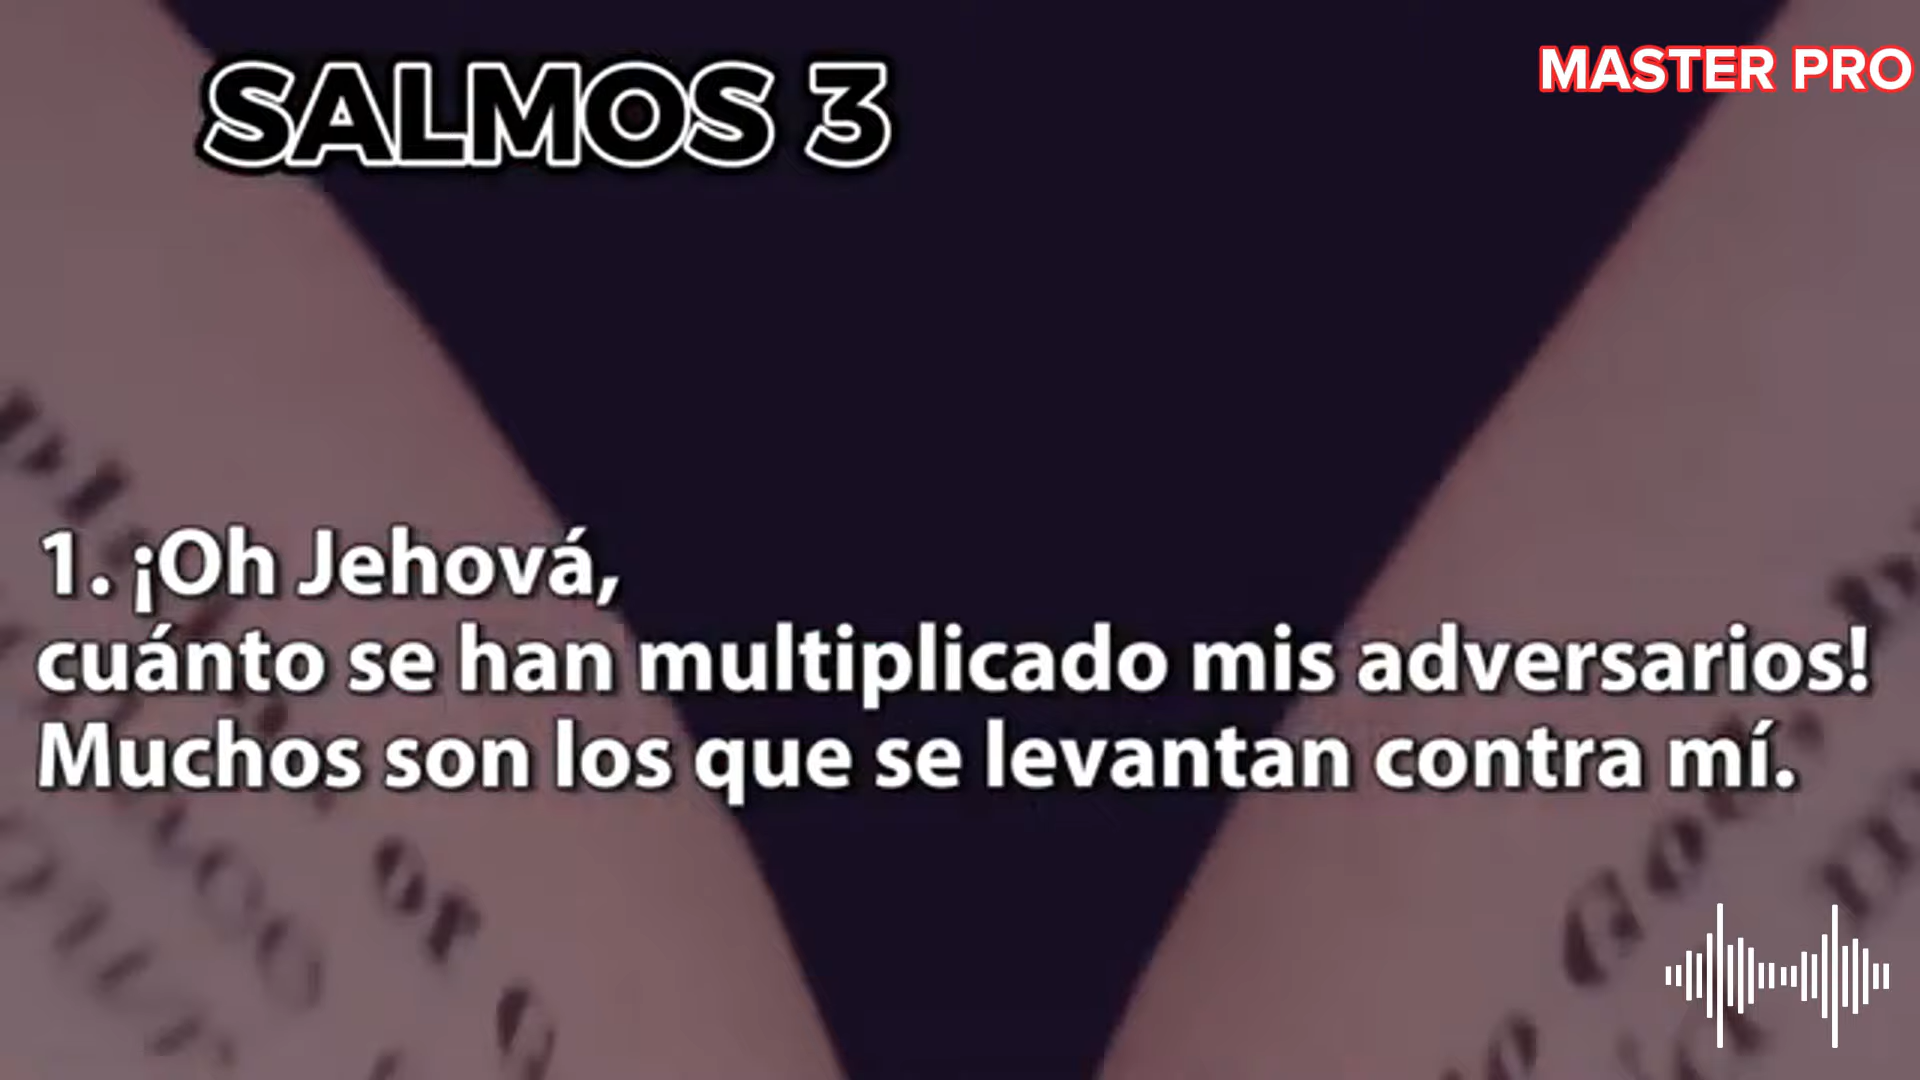 SALMOS 3
MASTER PRO
1. ¡Oh Jehová,
cuánto se han multiplicado mis adversarios!
Muchos son los que se levantan contra mí.
or